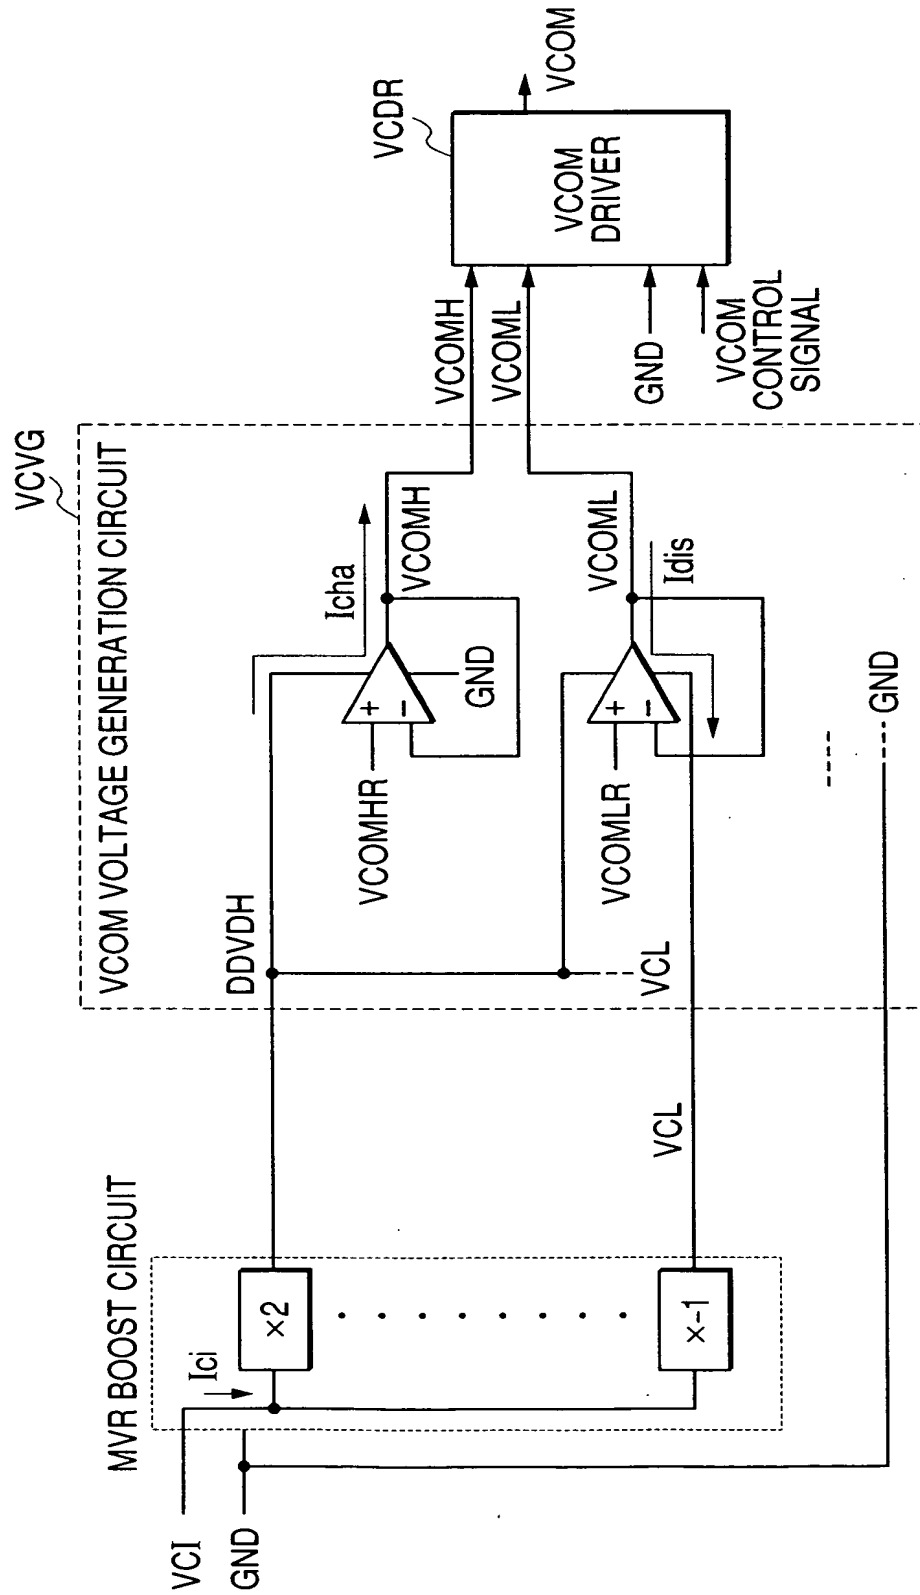 MVR BOOST CIRCUIT
VCI
GND
Ici
×2
×-1
VCL
VCVG
VCOM VOLTAGE GENERATION CIRCUIT
DDVDH
VCL
VCOMHR
+
−
GND
Icha
VCOMH
VCOMLR
+
−
VCOML
Idis
GND
VCOMH
VCOML
GND
VCOM
CONTROL
SIGNAL
VCDR
VCOM
DRIVER
VCOM